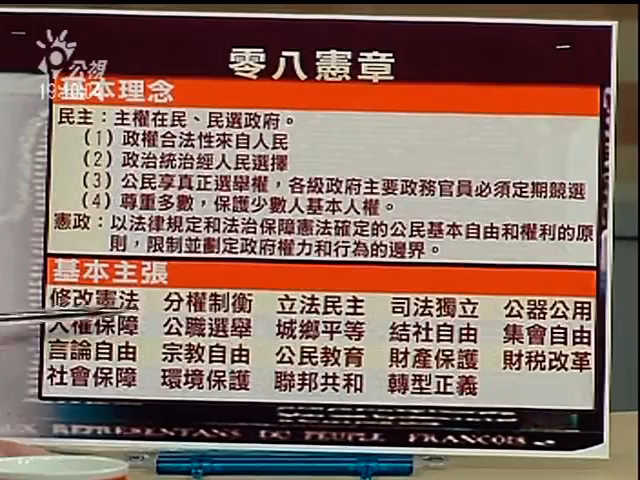 公視
零八憲章
基本理念
民主：主權在民、民選政府。
(1) 政權合法性來自人民
(2) 政治統治經人民選擇
(3) 公民享真正選舉權，各級政府主要政務官員必須定期競選
(4) 尊重多數，保護少數人基本人權。
憲政：以法律規定和法治保障憲法確定的公民基本自由和權利的原
則，限制並劃定政府權力和行為的邊界。
基本主張
修改憲法 分權制衡 立法民主 司法獨立 公器公用
人權保障 公職選舉 城鄉平等 結社自由 集會自由
言論自由 宗教自由 公民教育 財產保護 財稅改革
社會保障 環境保護 聯邦共和 轉型正義
REPRESENTANS DU PEUPLE FRANCOIS